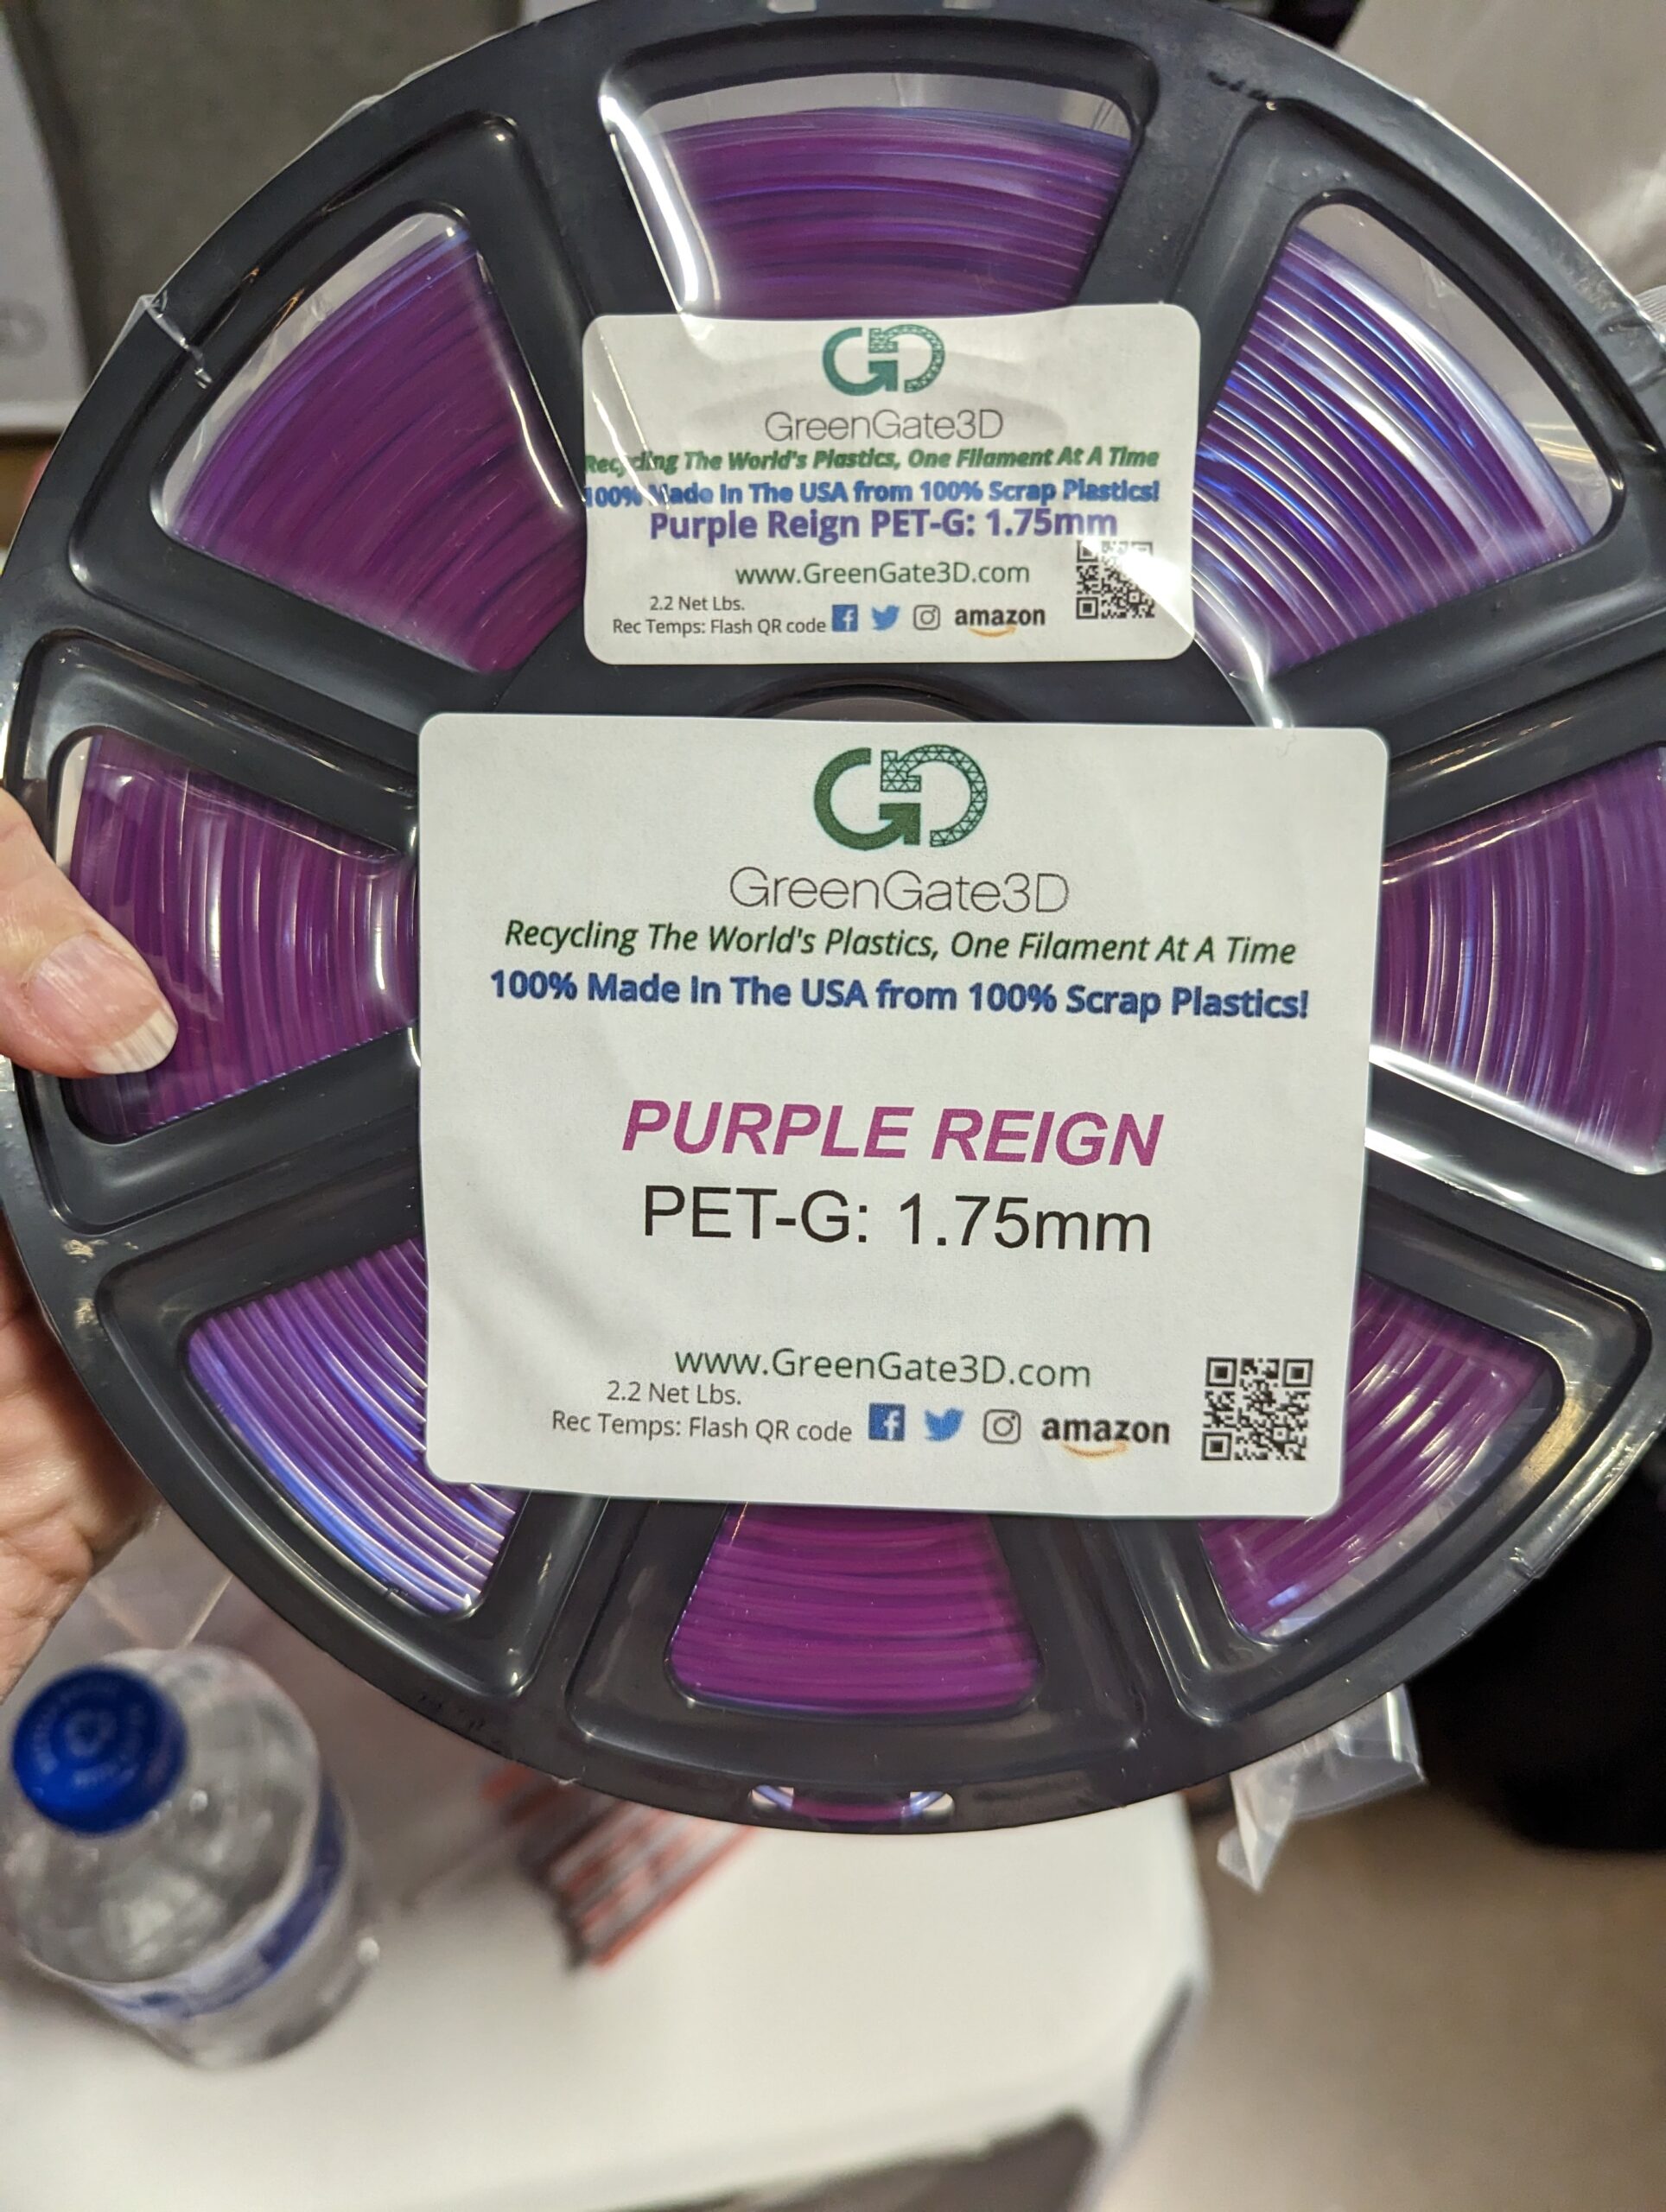 GreenGate3D
Recycling The World's Plastics, One Filament At A Time
100% Made In The USA from 100% Scrap Plastics!
Purple Reign PET-G: 1.75mm
www.GreenGate3D.com
2.2 Net Lbs.
Rec Temps: Flash QR code amazon
GreenGate3D
Recycling The World's Plastics, One Filament At A Time
100% Made In The USA from 100% Scrap Plastics!
PURPLE REIGN
PET-G: 1.75mm
www.GreenGate3D.com
2.2 Net Lbs.
Rec Temps: Flash QR code amazon